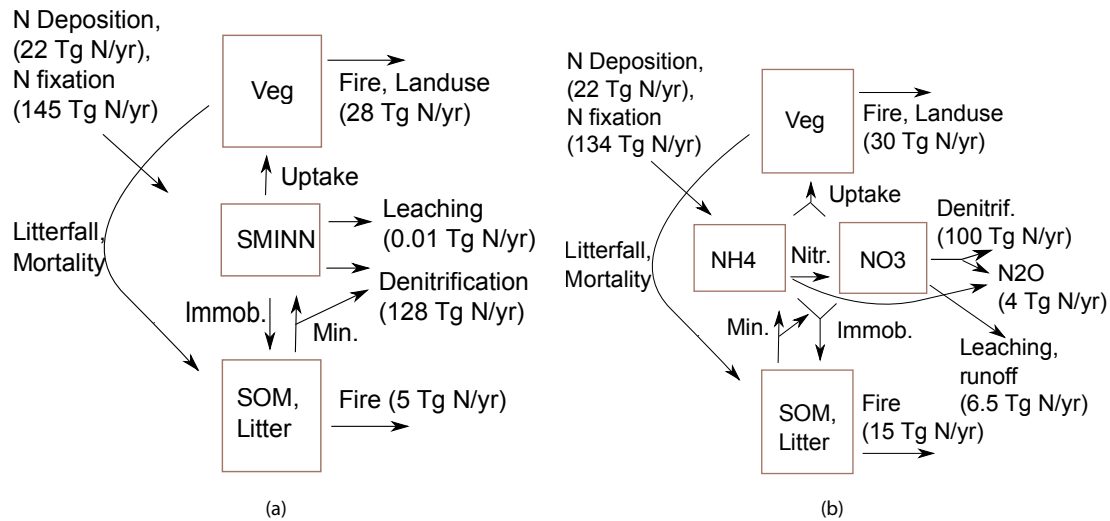 N Deposition,
(22 Tg N/yr),
N fixation
(145 Tg N/yr)
Veg
Fire, Landuse
(28 Tg N/yr)
Uptake
Litterfall,
Mortality
SMINN
Leaching
(0.01 Tg N/yr)
Denitrification
(128 Tg N/yr)
Immob.
Min.
SOM,
Litter
Fire (5 Tg N/yr)
(a)
N Deposition,
(22 Tg N/yr),
N fixation
(134 Tg N/yr)
Veg
Fire, Landuse
(30 Tg N/yr)
Uptake
Litterfall,
Mortality
NH4
Nitr.
NO3
Denitrif.
(100 Tg N/yr)
N2O
(4 Tg N/yr)
Min.
Immob.
Leaching,
runoff
(6.5 Tg N/yr)
SOM,
Litter
Fire
(15 Tg N/yr)
(b)